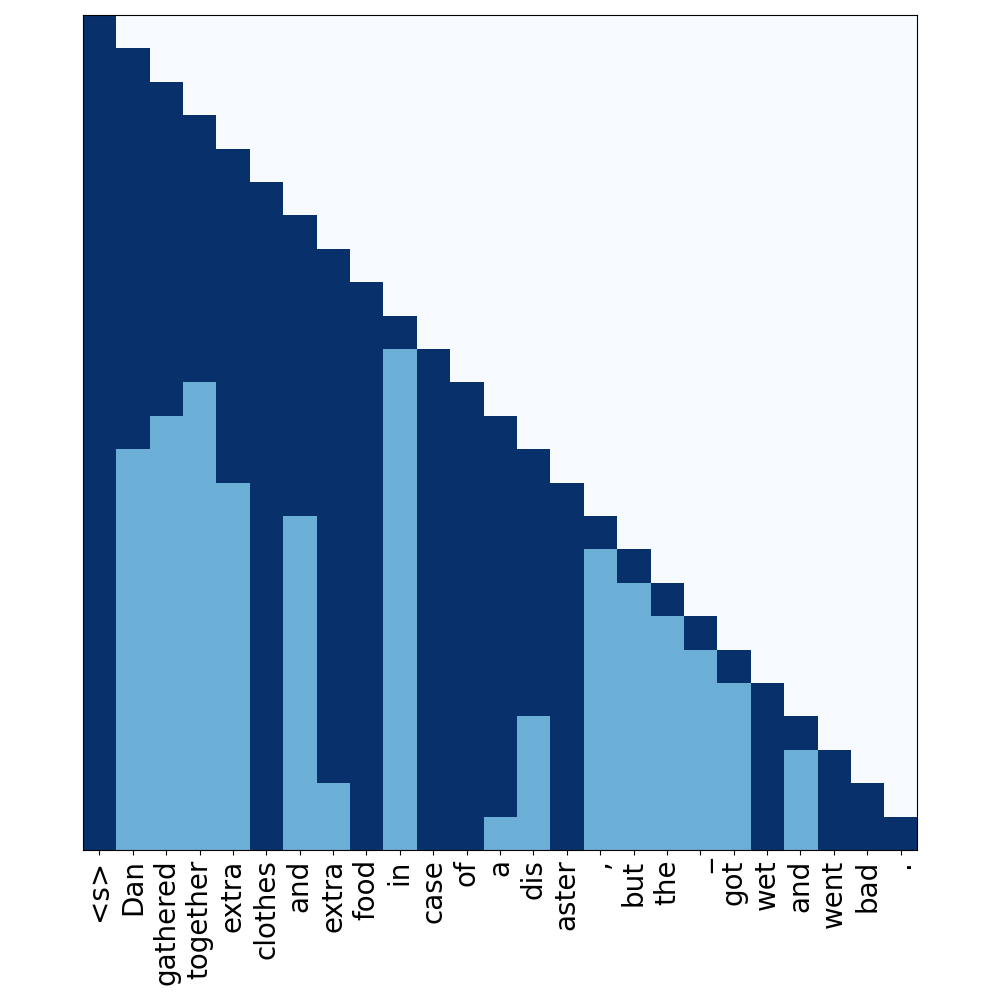 <s>
Dan
gathered
together
extra
clothes
and
extra
food
in
case
of
a
dis
aster
,
but
the
_
got
wet
and
went
bad
.